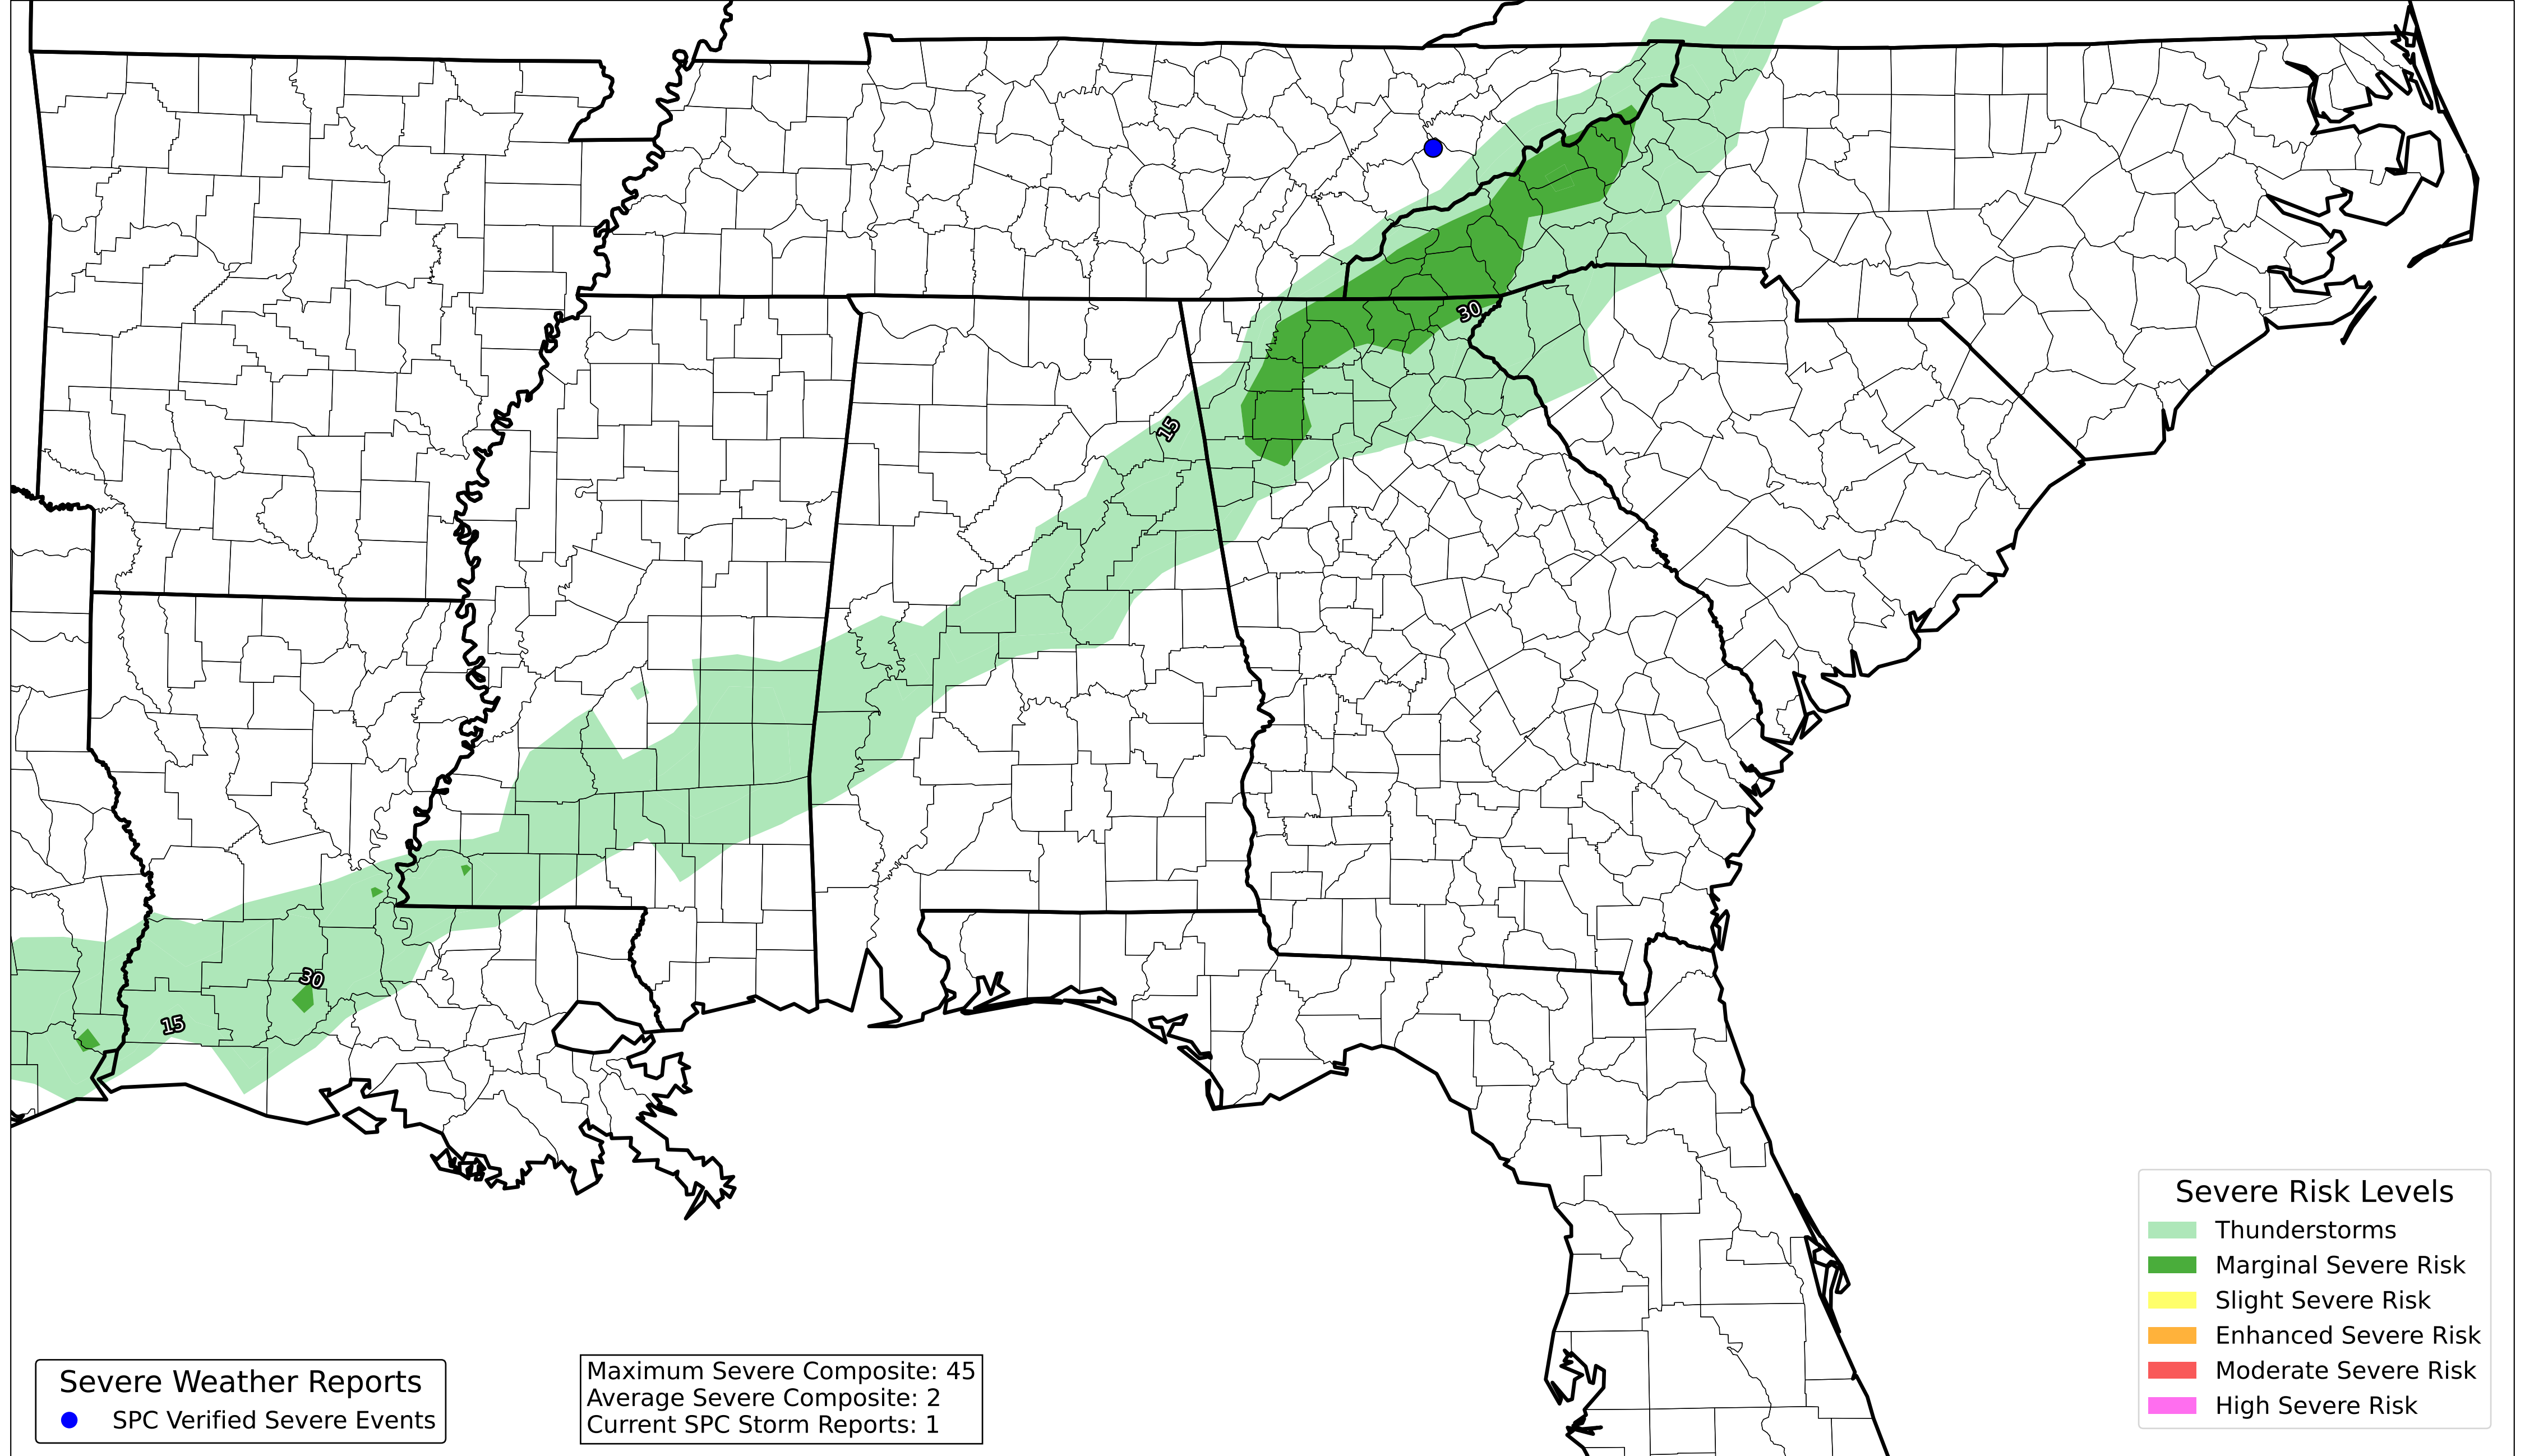 30
15
30
15
Severe Risk Levels
Thunderstorms
Marginal Severe Risk
Slight Severe Risk
Enhanced Severe Risk
Moderate Severe Risk
High Severe Risk
Severe Weather Reports
SPC Verified Severe Events
Maximum Severe Composite: 45
Average Severe Composite: 2
Current SPC Storm Reports: 1